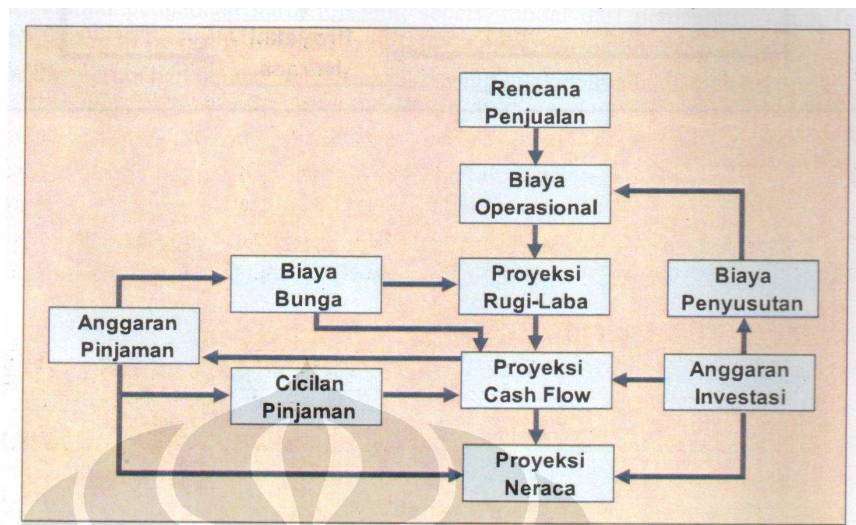 Rencana
Penjualan
Biaya
Operasional
Biaya
Bunga
Proyeksi
Rugi-Laba
Biaya
Penyusutan
Anggaran
Pinjaman
Proyeksi
Cash Flow
Anggaran
Investasi
Cicilan
Pinjaman
Proyeksi
Neraca